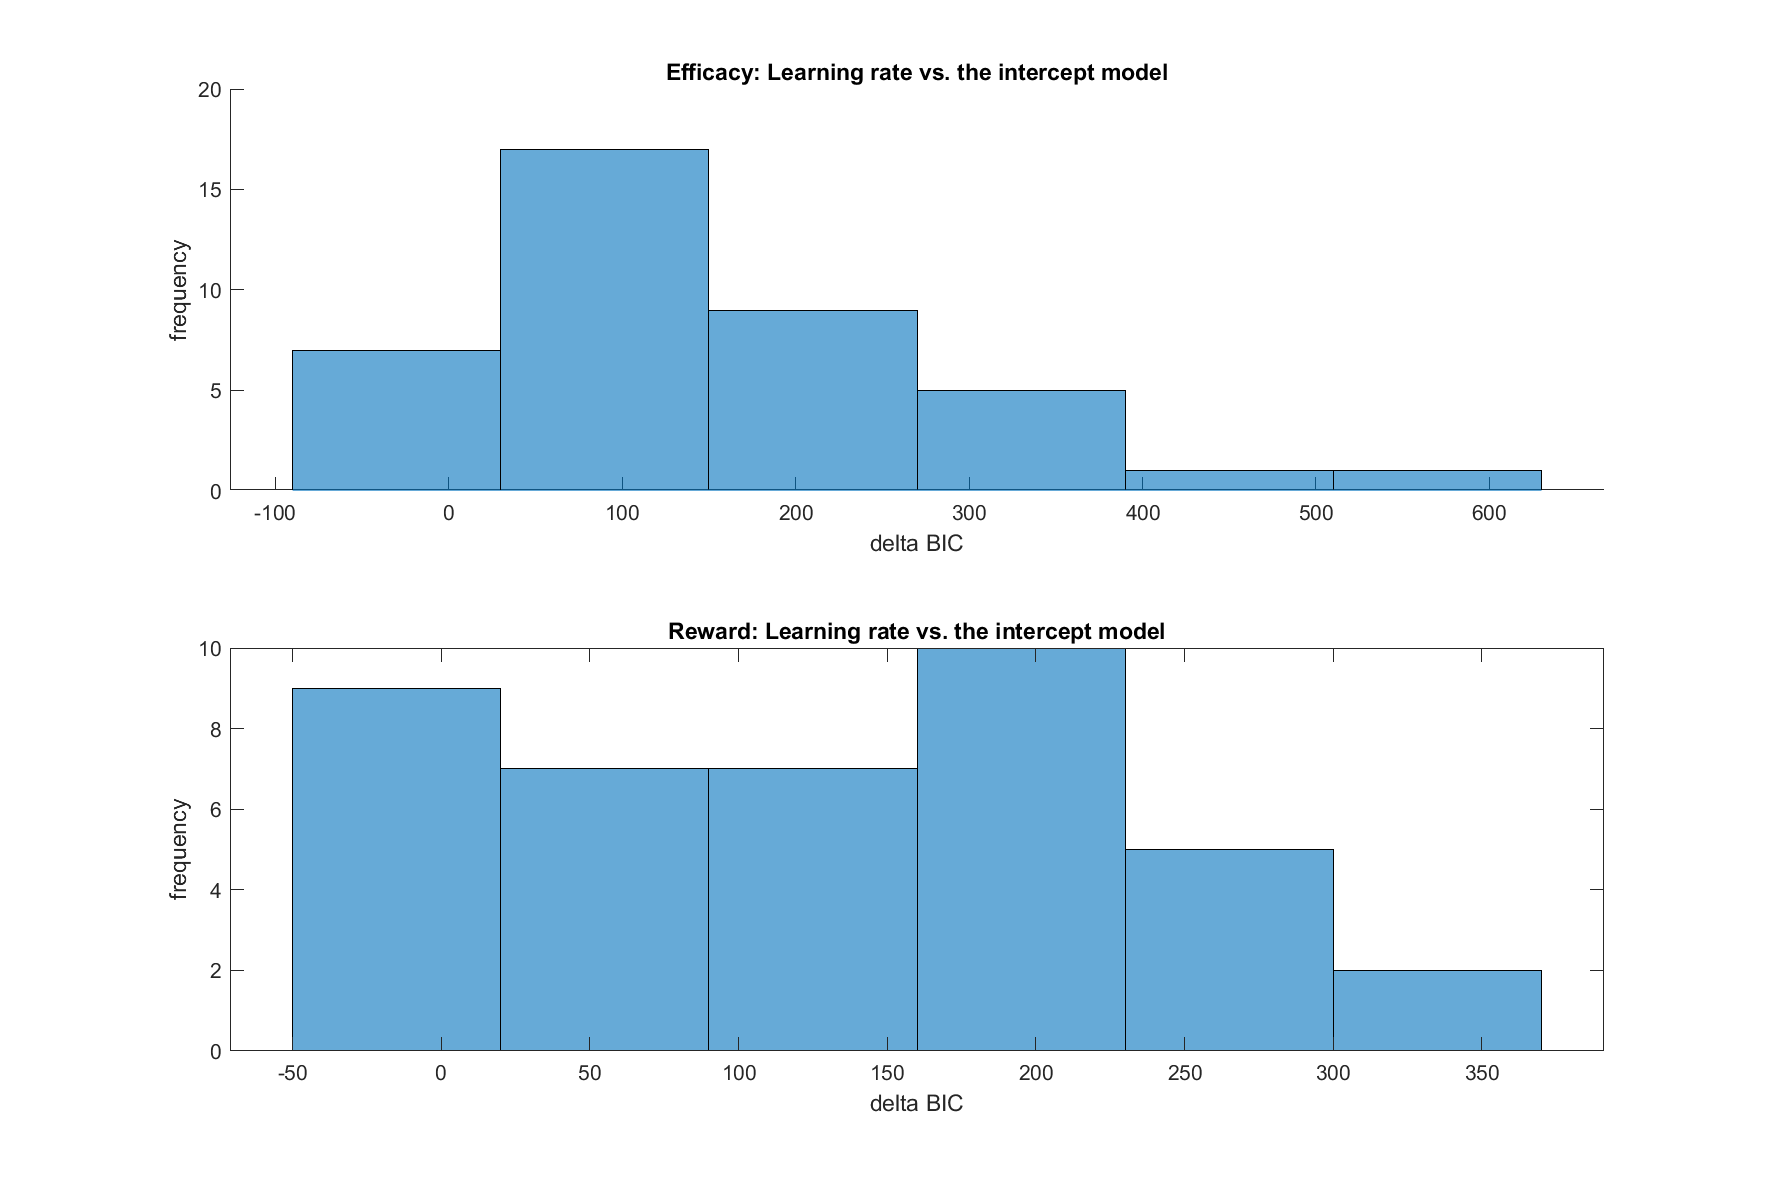 Efficacy: Learning rate vs. the intercept model
20
15
10
5
0
frequency
-100 0 100 200 300 400 500 600
delta BIC
Reward: Learning rate vs. the intercept model
10
8
6
4
2
0
frequency
-50 0 50 100 150 200 250 300 350
delta BIC